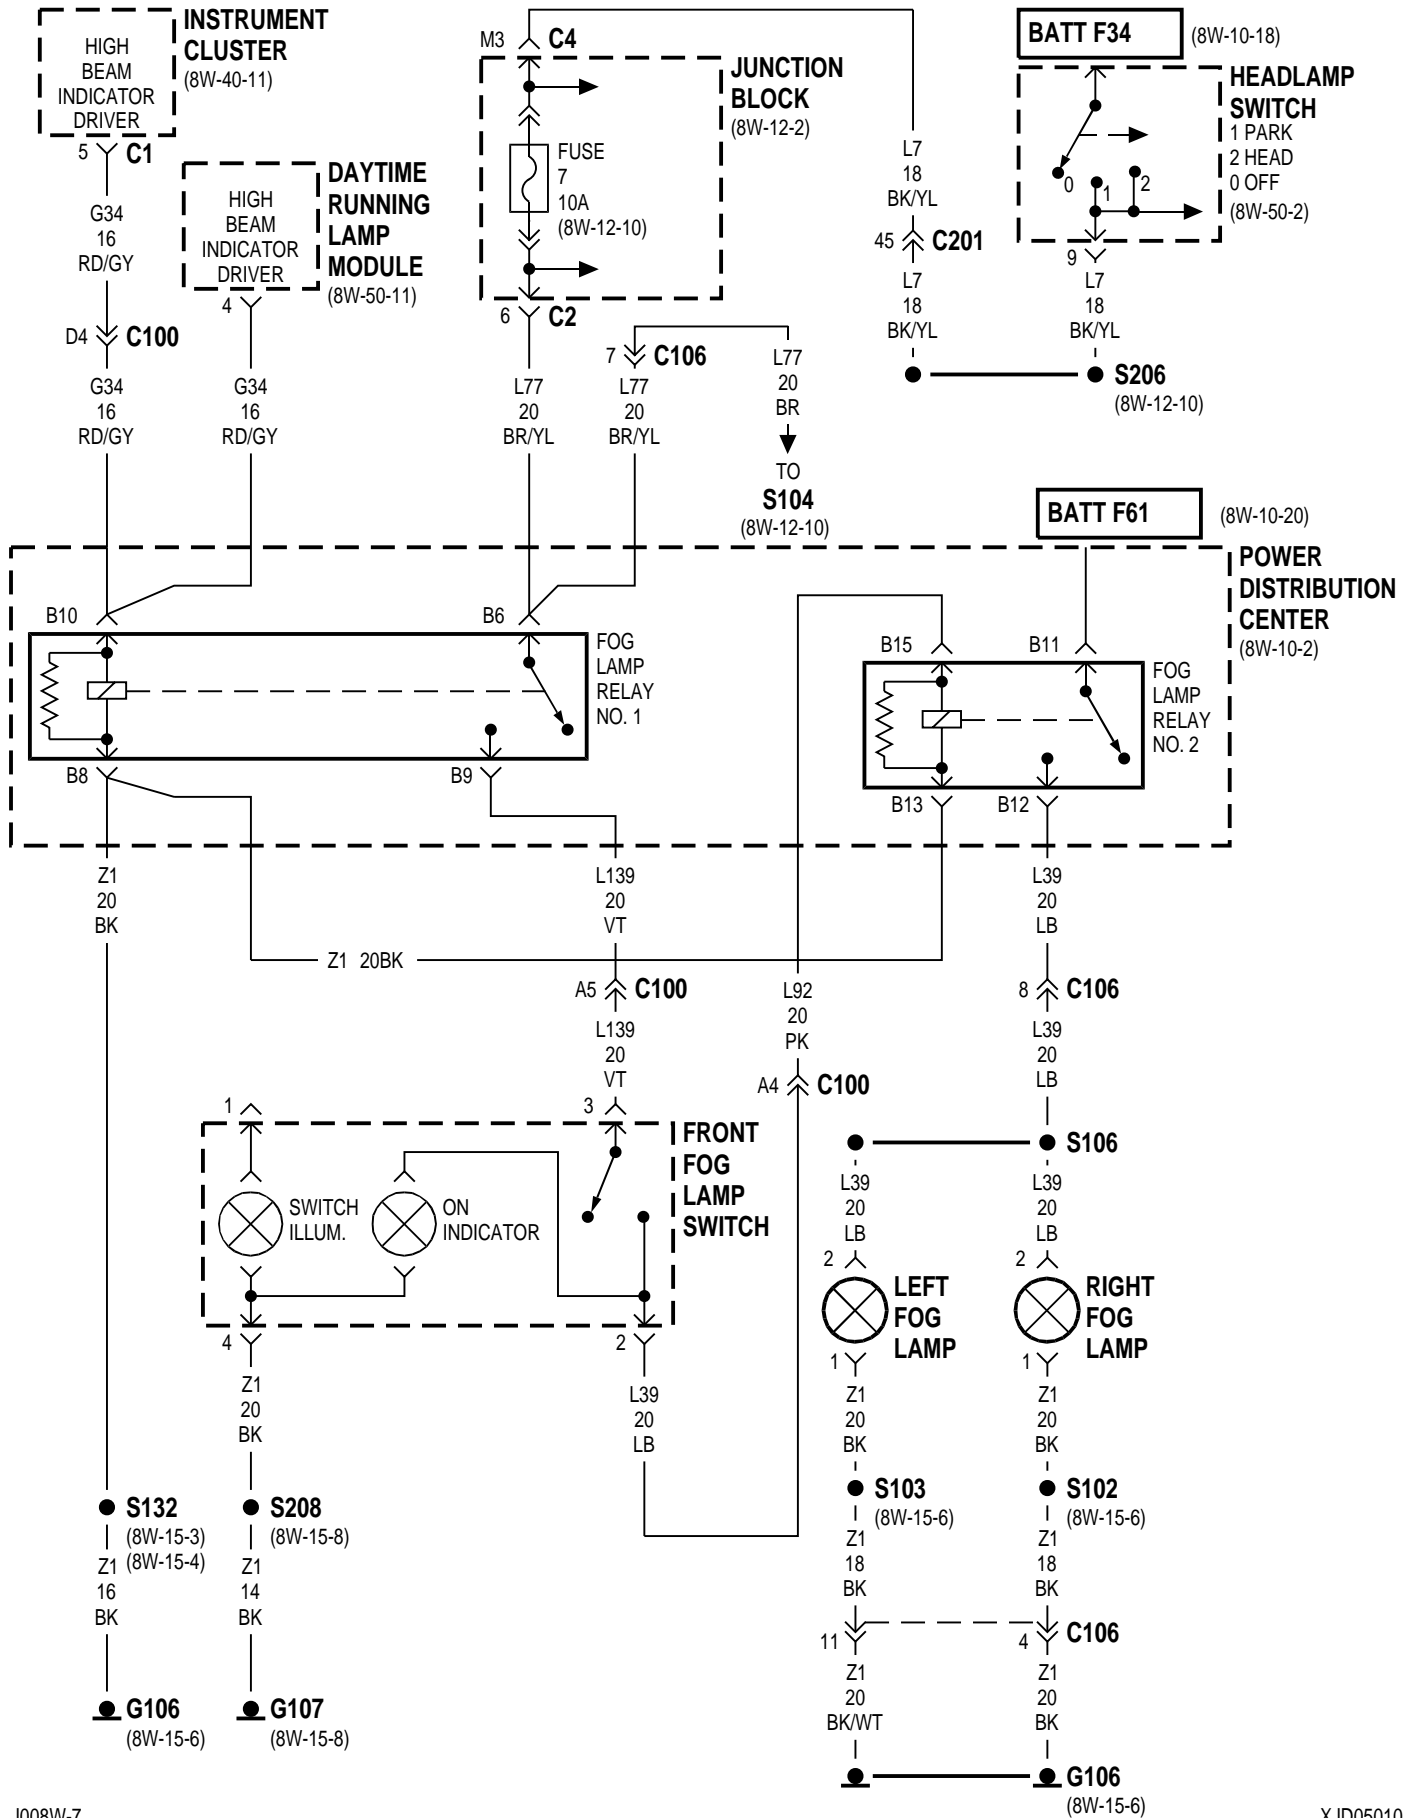 INSTRUMENT
CLUSTER
(8W-40-11)
HIGH
BEAM
INDICATOR
DRIVER
5
C1
G34
16
RD/GY
D4
C100
G34
16
RD/GY
DAYTIME
RUNNING
LAMP
MODULE
(8W-50-11)
HIGH
BEAM
INDICATOR
DRIVER
4
G34
16
RD/GY
M3
C4
JUNCTION
BLOCK
(8W-12-2)
FUSE
7
10A
(8W-12-10)
6
C2
L77
20
BR/YL
7
C106
L77
20
BR/YL
L77
20
BR
TO
S104
(8W-12-10)
L7
18
BK/YL
45
C201
L7
18
BK/YL
BATT F34
(8W-10-18)
HEADLAMP
SWITCH
1 PARK
2 HEAD
0 OFF
(8W-50-2)
0
1
2
9
L7
18
BK/YL
S206
(8W-12-10)
BATT F61
(8W-10-20)
POWER
DISTRIBUTION
CENTER
(8W-10-2)
B10
B6
FOG
LAMP
RELAY
NO. 1
B8
B9
B15
B11
FOG
LAMP
RELAY
NO. 2
B13
B12
Z1
20
BK
L139
20
VT
L39
20
LB
Z1 20BK
A5
C100
L139
20
VT
L92
20
PK
A4
C100
8
C106
L39
20
LB
1
3
FRONT
FOG
LAMP
SWITCH
SWITCH
ILLUM.
ON
INDICATOR
4
2
Z1
20
BK
L39
20
LB
S106
L39
20
LB
L39
20
LB
2
2
LEFT
FOG
LAMP
RIGHT
FOG
LAMP
1
1
Z1
20
BK
Z1
20
BK
S132
(8W-15-3)
(8W-15-4)
S208
(8W-15-8)
S103
(8W-15-6)
S102
(8W-15-6)
Z1
16
BK
Z1
14
BK
Z1
18
BK
Z1
18
BK
11
4
C106
Z1
20
BK/WT
Z1
20
BK
G106
(8W-15-6)
G107
(8W-15-8)
G106
(8W-15-6)
J008W-7
XJD05010